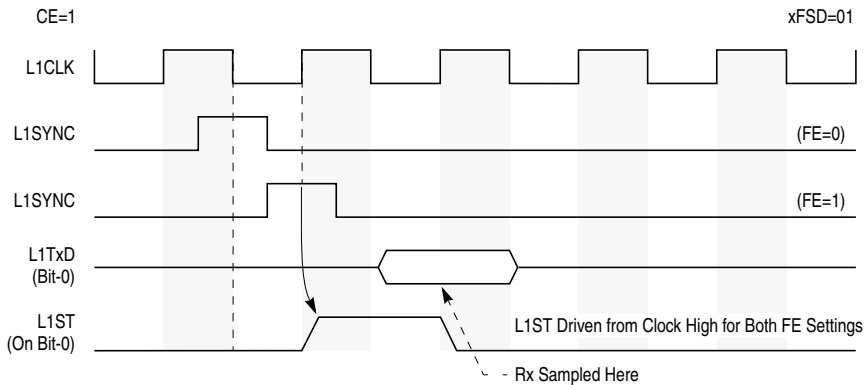 CE=1 xFSD=01
L1CLK
L1SYNC (FE=0)
L1SYNC (FE=1)
L1TxD
(Bit-0)
L1ST
(On Bit-0)
L1ST Driven from Clock High for Both FE Settings
Rx Sampled Here